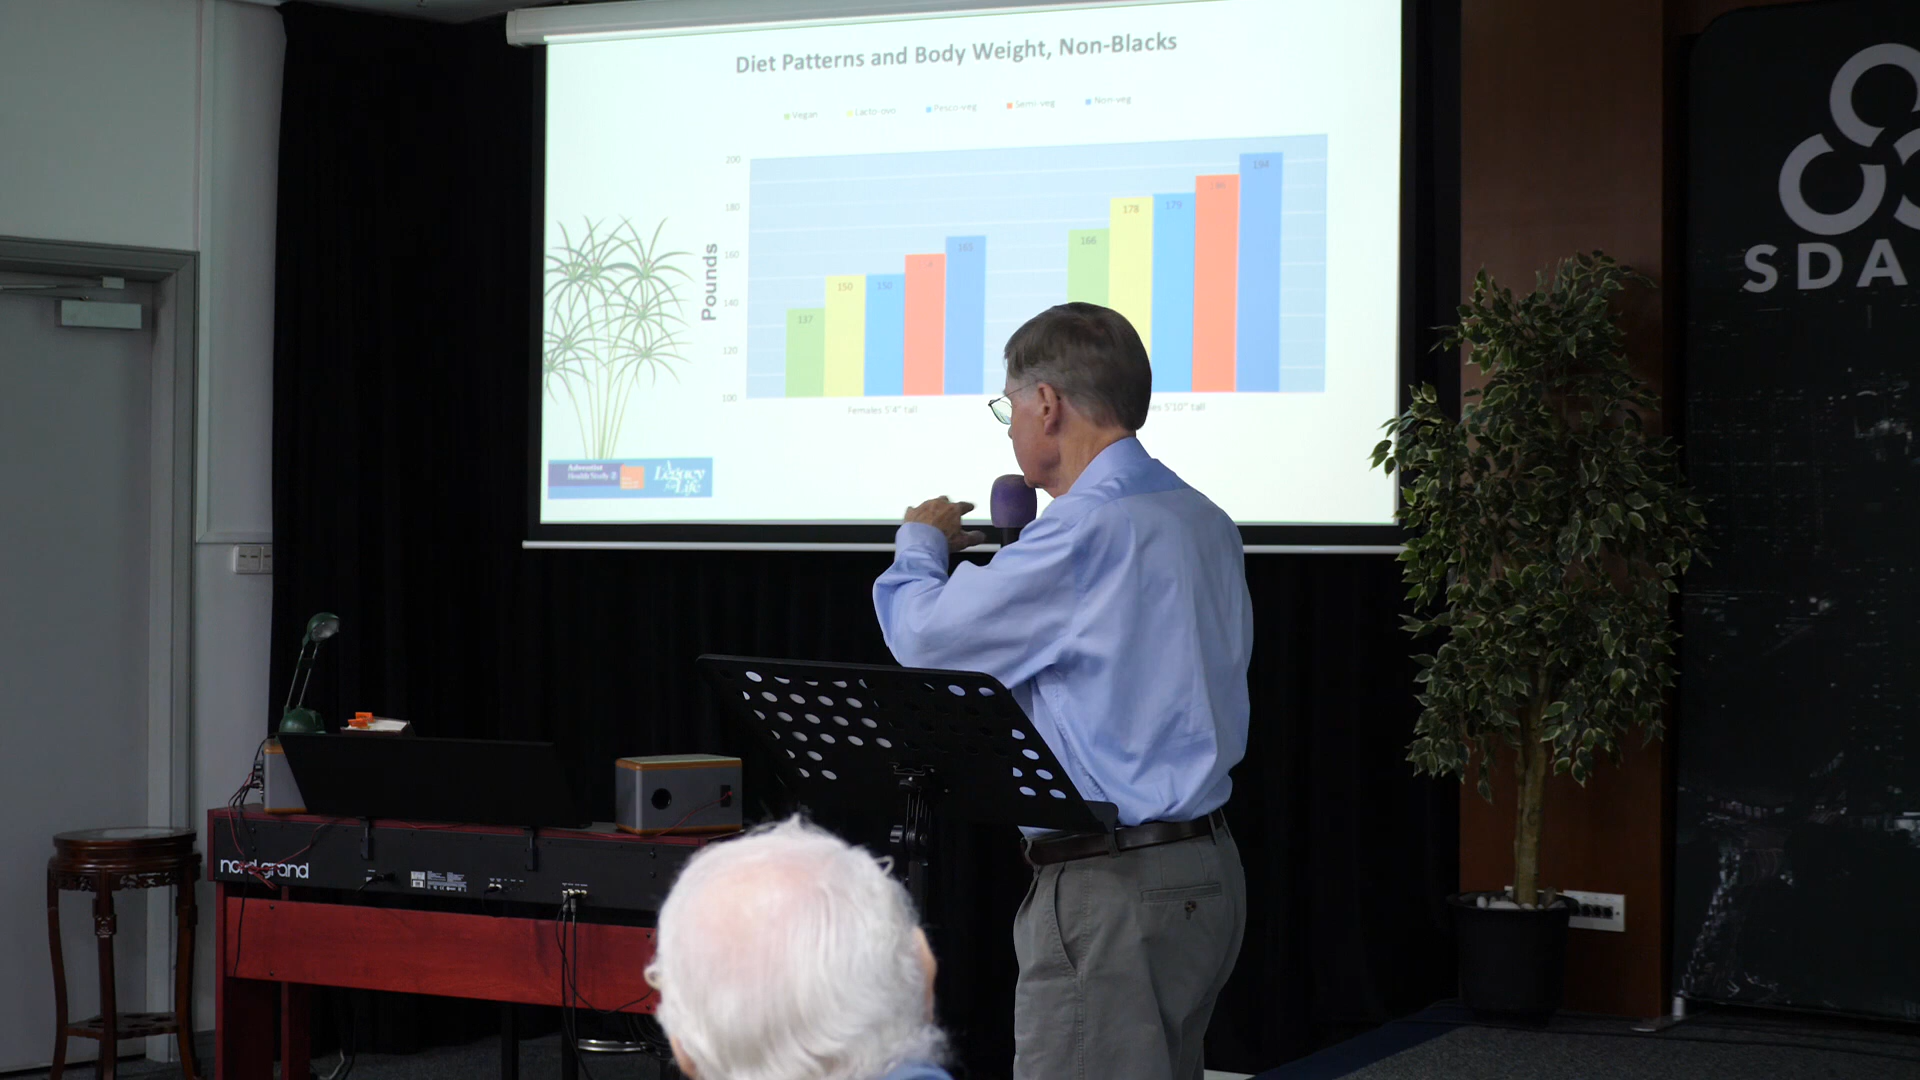 Diet Patterns and Body Weight, Non-Blacks
Vegan Lacto-ovo Pesco-veg Semi-veg Non-veg
Pounds
200
180
160
140
120
100
137
150
150
165
166
178
179
194
Females 5'4" tall
5'10" tall
Adventist
Health Study 2
A
Legacy
for Life
SDA
nord grand